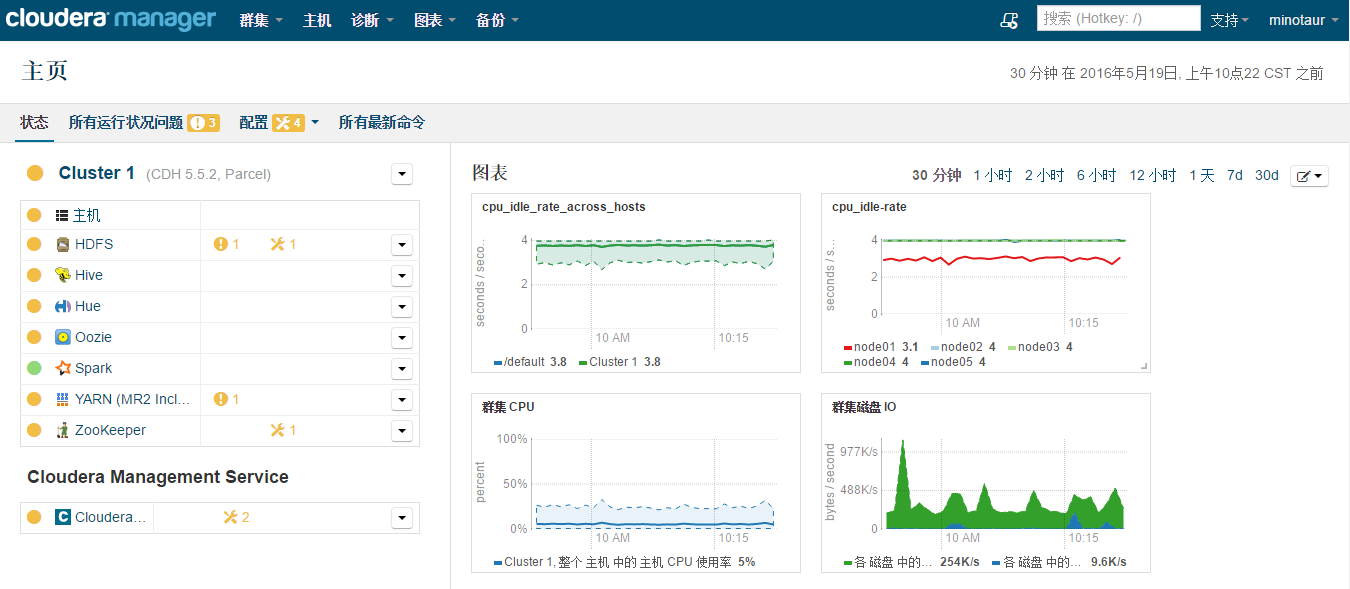 cloudera manager 群集 主机 诊断 图表 备份 搜索 (Hotkey: /) 支持 minotaur
主页
30 分钟 在 2016年5月19日, 上午10点22 CST 之前
状态 所有运行状况问题 3 配置 4 所有最新命令
Cluster 1 (CDH 5.5.2, Parcel)
主机
HDFS 1 1
Hive
Hue
Oozie
Spark
YARN (MR2 Incl... 1
ZooKeeper 1
Cloudera Management Service
C Cloudera... 2
图表
30 分钟 1 小时 2 小时 6 小时 12 小时 1 天 7d 30d
cpu_idle_rate_across_hosts
seconds / seco...
4
2
0
10 AM 10:15
/default 3.8 Cluster 1 3.8
cpu_idle-rate
seconds / s...
4
2
0
10 AM 10:15
node01 3.1 node02 4 node03 4
node04 4 node05 4
群集 CPU
percent
100%
50%
0%
10 AM 10:15
Cluster 1, 整个 主机 中的 主机 CPU 使用率 5%
群集磁盘 IO
bytes / second
977K/s
488K/s
0
10 AM 10:15
各 磁盘 中的... 254K/s 各 磁盘 中的... 9.6K/s